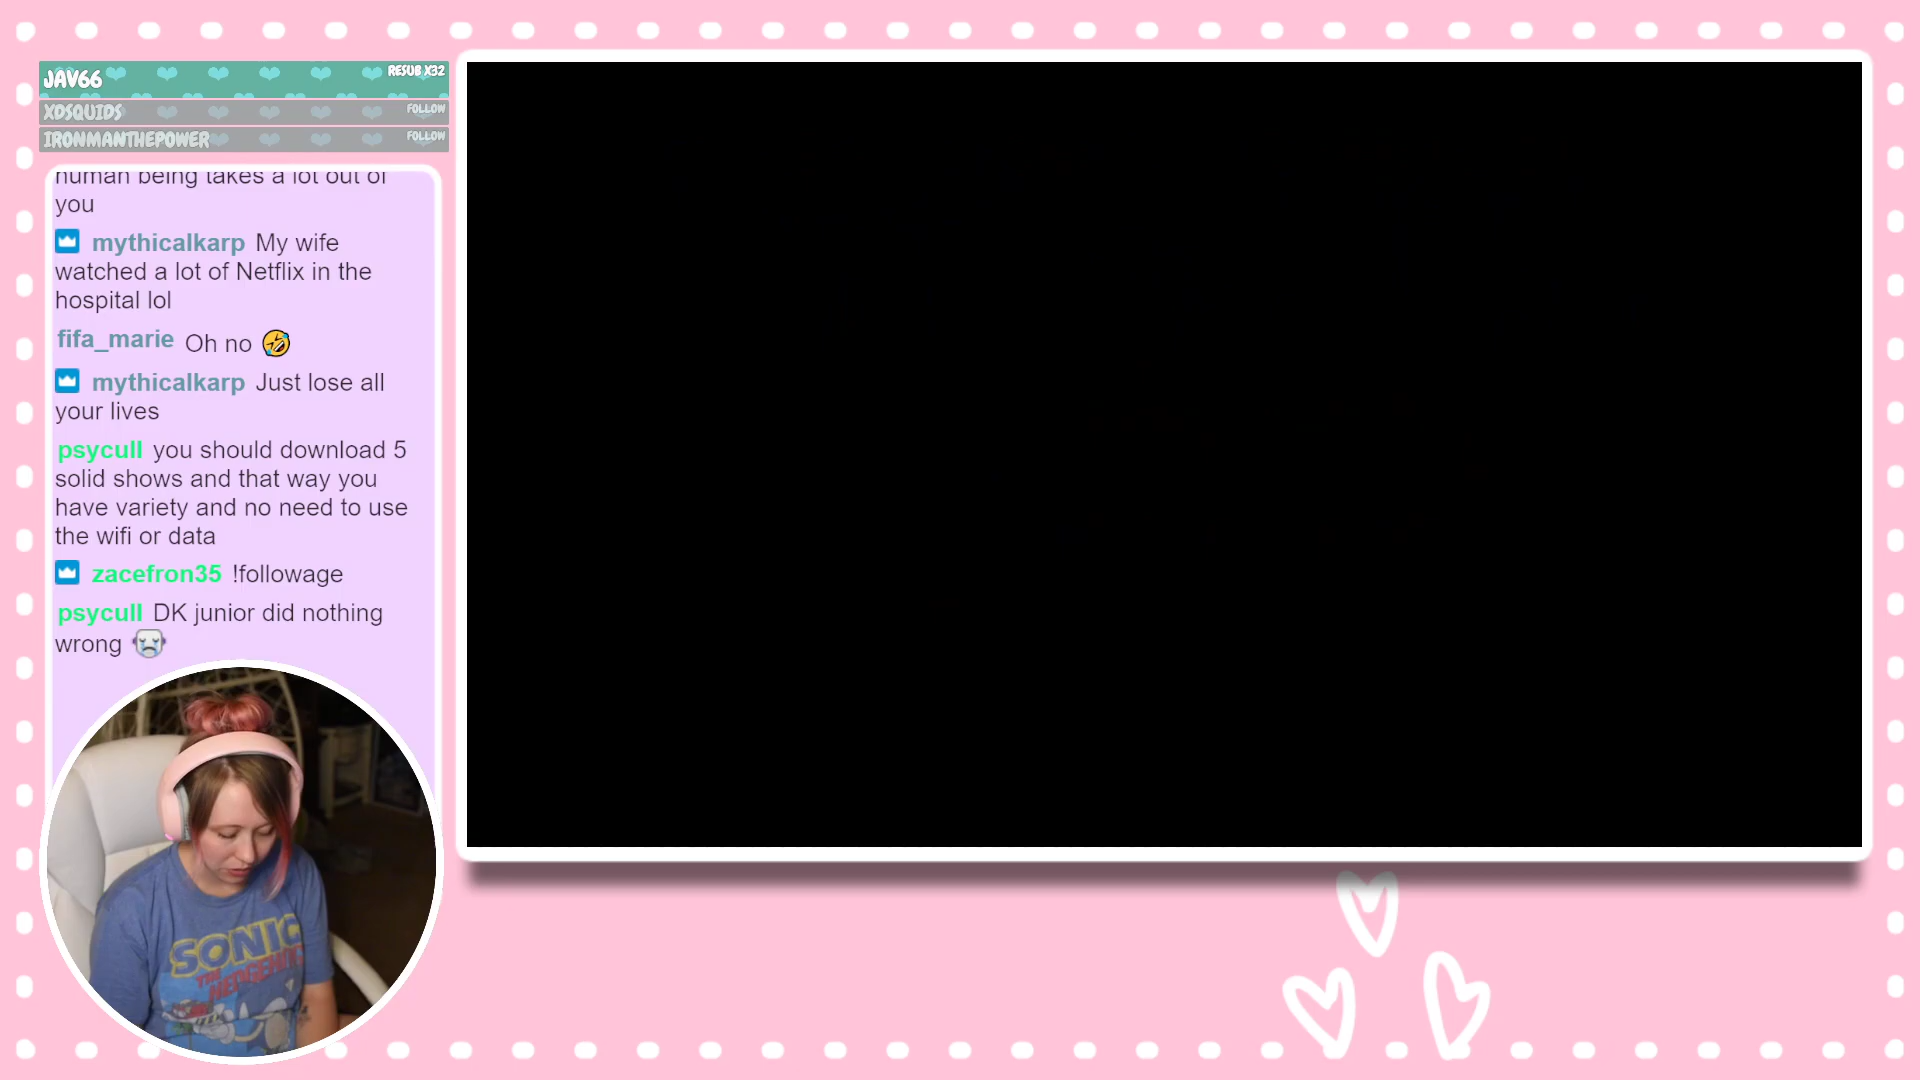 JAV66 RESUB X32
XDSQUIDS FOLLOW
IRONMANTHEPOWER FOLLOW
human being takes a lot out of
you
mythicalkarp My wife
watched a lot of Netflix in the
hospital lol
fifa_marie Oh no 🤣
mythicalkarp Just lose all
your lives
psycull you should download 5
solid shows and that way you
have variety and no need to use
the wifi or data
zacefron35 !followage
psycull DK junior did nothing
wrong
SONIC
THE
HEDGEHOG